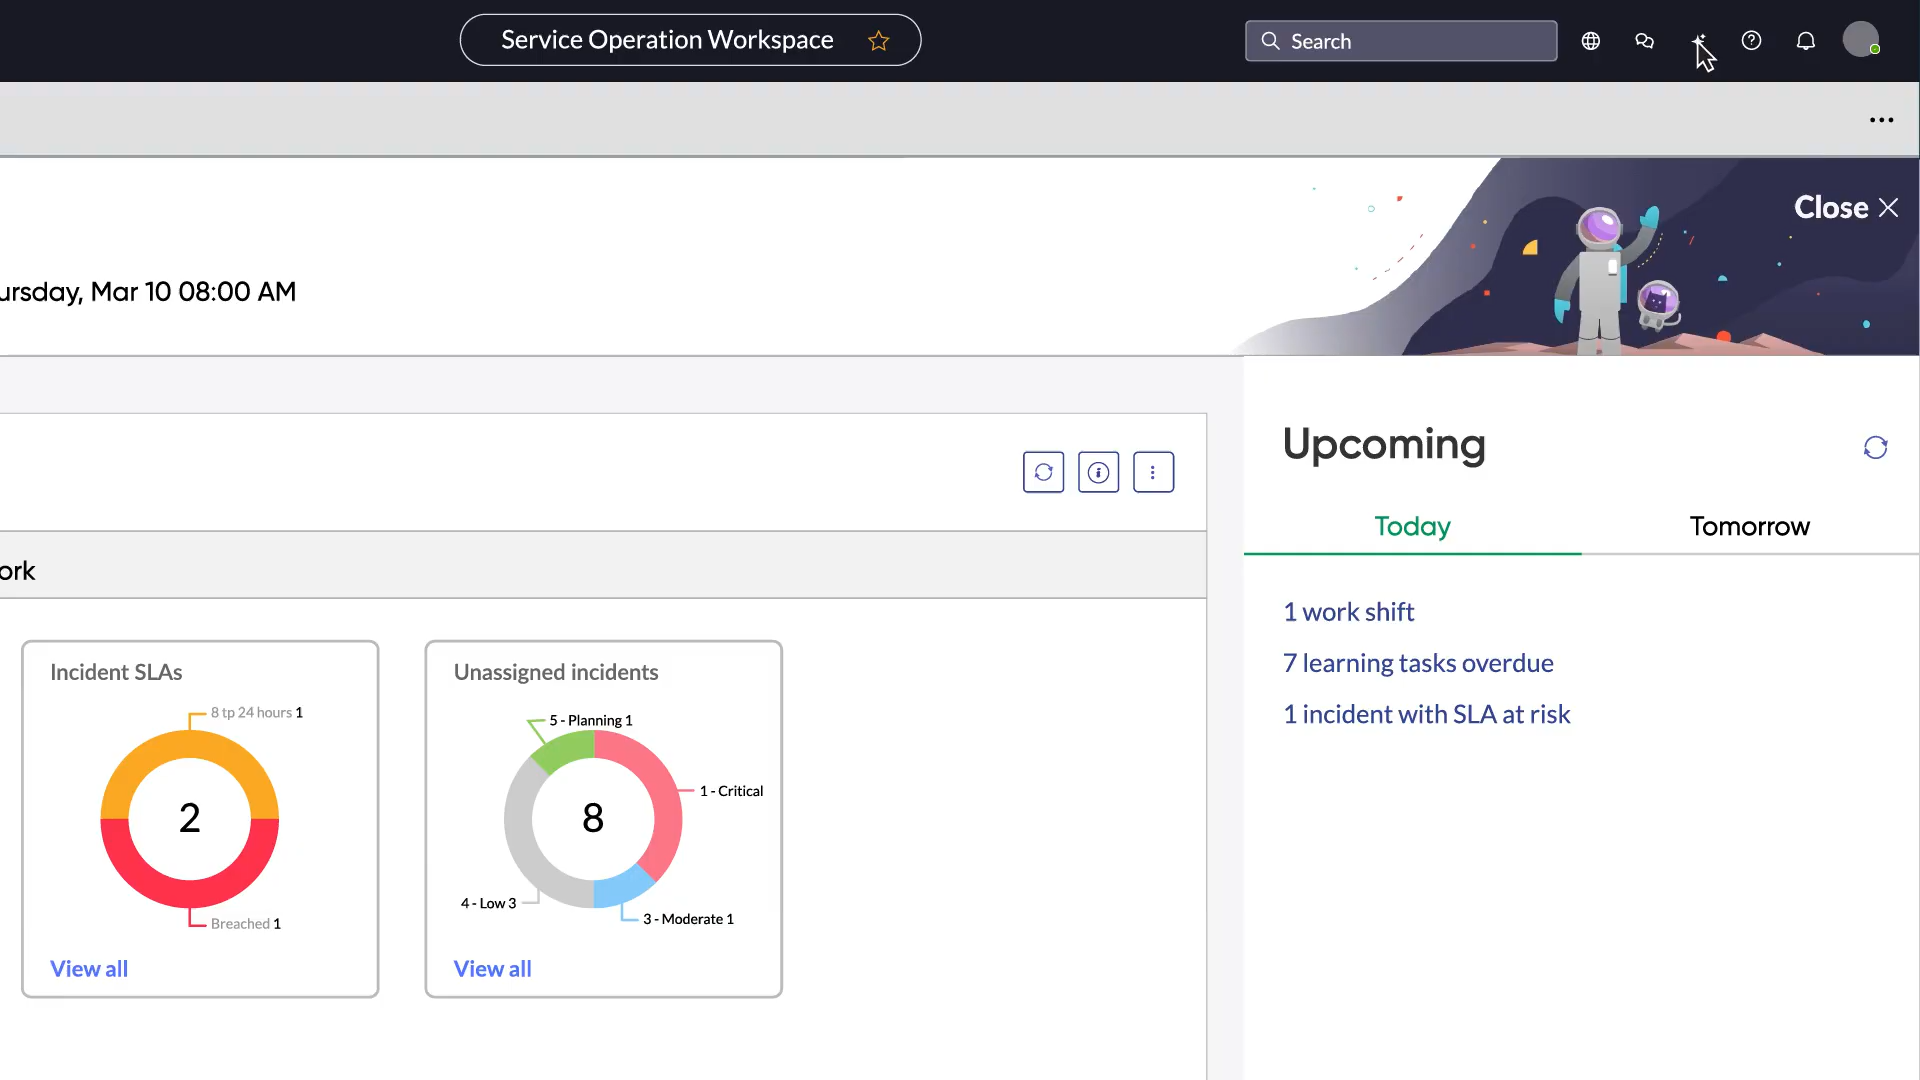 Service Operation Workspace
Search
Close
ursday, Mar 10 08:00 AM
Upcoming
Today
Tomorrow
ork
1 work shift
7 learning tasks overdue
1 incident with SLA at risk
Incident SLAs
8 tp 24 hours 1
2
Breached 1
View all
Unassigned incidents
5 - Planning 1
1 - Critical
8
4 - Low 3
3 - Moderate 1
View all